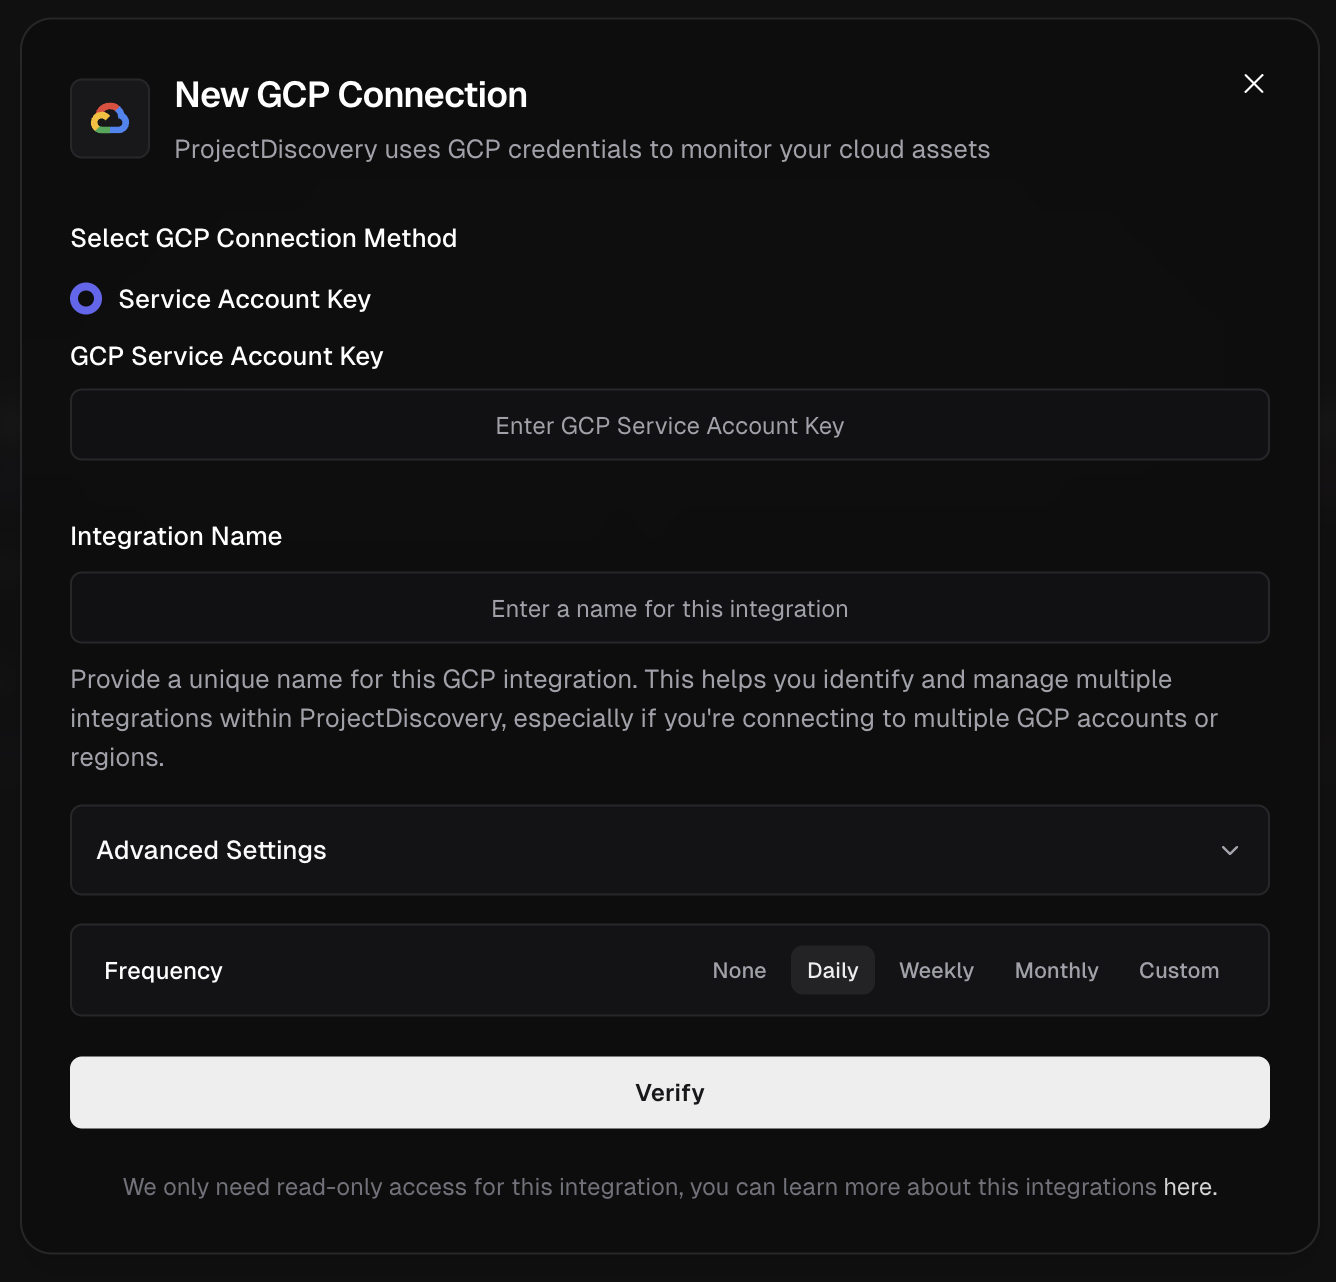 New GCP Connection
ProjectDiscovery uses GCP credentials to monitor your cloud assets
Select GCP Connection Method
Service Account Key
GCP Service Account Key
Enter GCP Service Account Key
Integration Name
Enter a name for this integration
Provide a unique name for this GCP integration. This helps you identify and manage multiple
integrations within ProjectDiscovery, especially if you're connecting to multiple GCP accounts or
regions.
Advanced Settings
Frequency None Daily Weekly Monthly Custom
Verify
We only need read-only access for this integration, you can learn more about this integrations here.